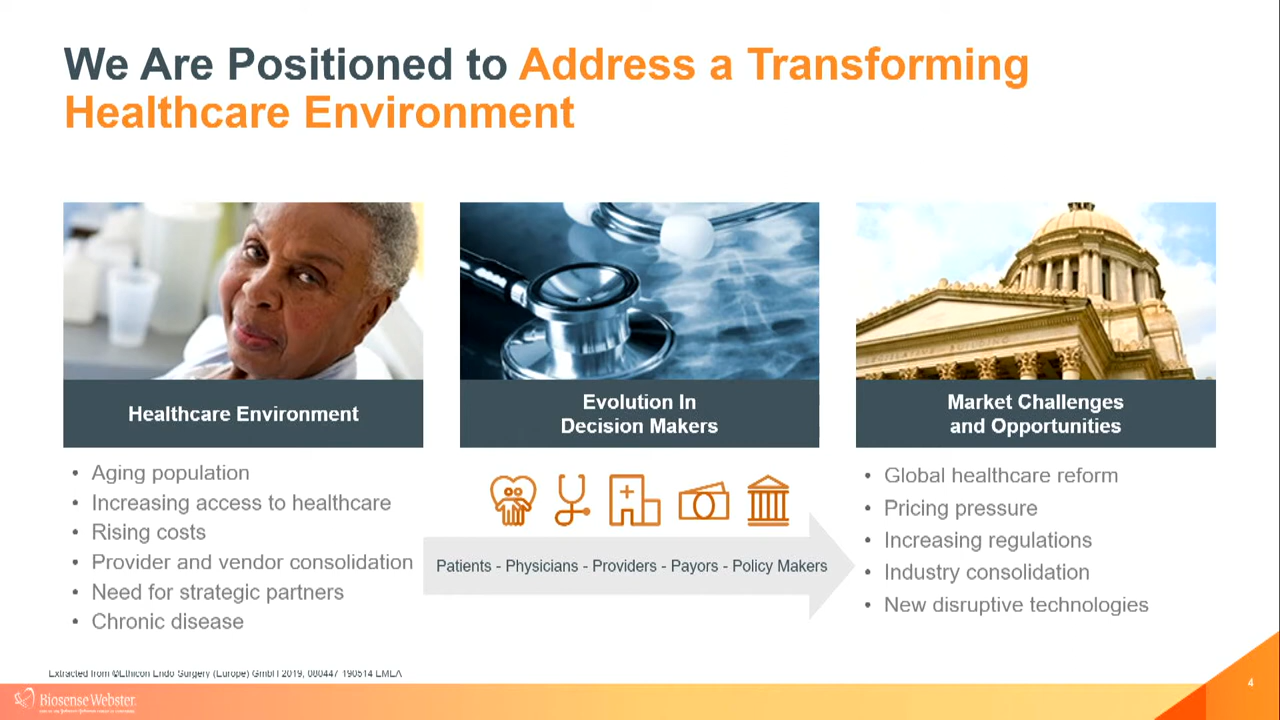 We Are Positioned to Address a Transforming
Healthcare Environment
Healthcare Environment
• Aging population
• Increasing access to healthcare
• Rising costs
• Provider and vendor consolidation
• Need for strategic partners
• Chronic disease
Evolution In
Decision Makers
Patients - Physicians - Providers - Payors - Policy Makers
LEGISLATIVE BUILDING
Market Challenges
and Opportunities
• Global healthcare reform
• Pricing pressure
• Increasing regulations
• Industry consolidation
• New disruptive technologies
Extracted from ©Ethicon Endo Surgery (Europe) GmbH 2019, 080447-190514 EMEA
Biosense Webster
4